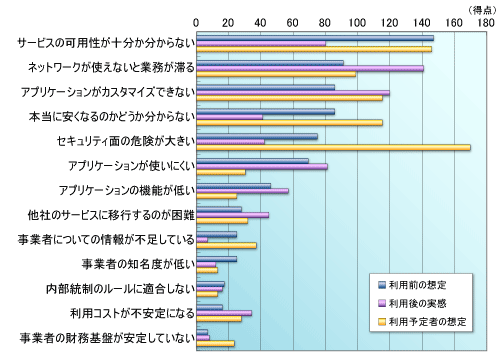 （得点）
0 20 40 60 80 100 120 140 160 180
サービスの可用性が十分か分からない
ネットワークが使えないと業務が滞る
アプリケーションがカスタマイズできない
本当に安くなるのかどうか分からない
セキュリティ面の危険が大きい
アプリケーションが使いにくい
アプリケーションの機能が低い
他社のサービスに移行するのが困難
事業者についての情報が不足している
事業者の知名度が低い
内部統制のルールに適合しない
利用コストが不安定になる
事業者の財務基盤が安定していない
利用前の想定
利用後の実感
利用予定者の想定